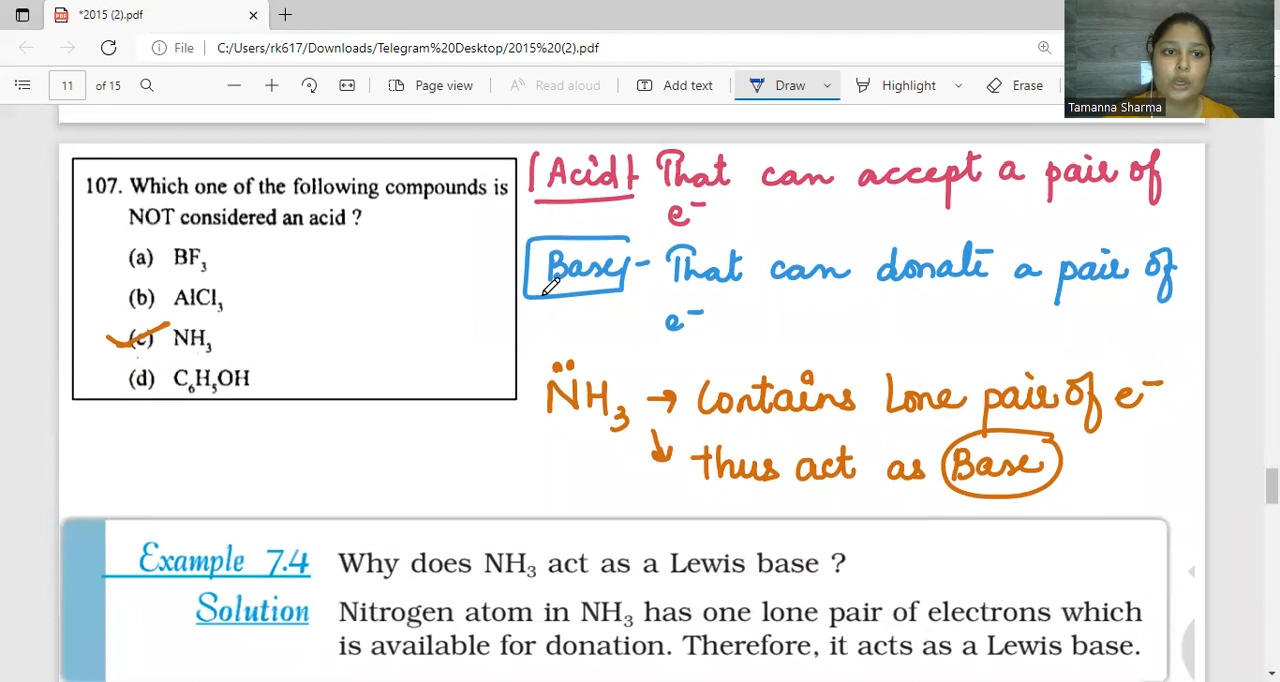 *2015 (2).pdf
File C:/Users/rk617/Downloads/Telegram%20Desktop/2015%20(2).pdf
11 of 15 Page view Read aloud Add text Draw Highlight Erase
Tamanna Sharma
107. Which one of the following compounds is
NOT considered an acid ?
(a) BF₃
(b) AlCl₃
(c) NH₃
(d) C₆H₅OH
Acid - That can accept a pair of
e⁻
Base - That can donate a pair of
e⁻
N̈H₃ → Contains lone pair of e⁻
↳ thus act as Base
Example 7.4 Why does NH₃ act as a Lewis base ?
Solution Nitrogen atom in NH₃ has one lone pair of electrons which
is available for donation. Therefore, it acts as a Lewis base.